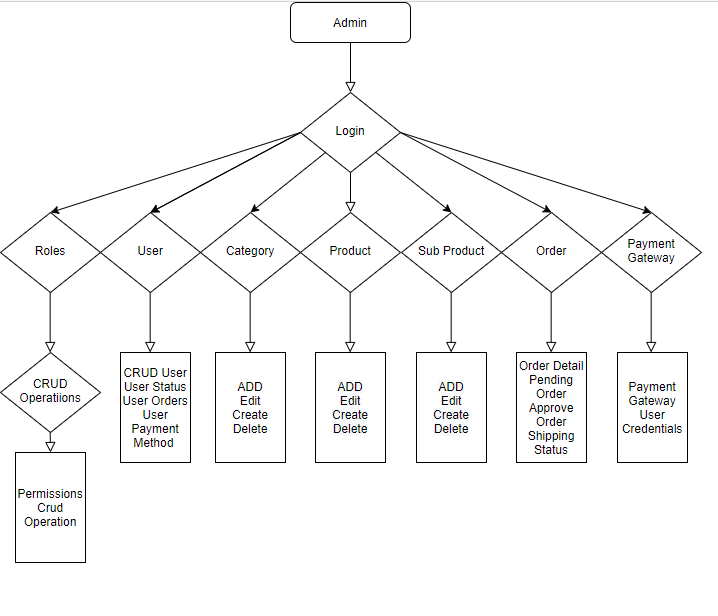 Admin
Login
Roles
User
Category
Product
Sub Product
Order
Payment
Gateway
CRUD
Operatiions
CRUD User
User Status
User Orders
User
Payment
Method
ADD
Edit
Create
Delete
ADD
Edit
Create
Delete
ADD
Edit
Create
Delete
Order Detail
Pending
Order
Approve
Order
Shipping
Status
Payment
Gateway
User
Credentials
Permissions
Crud
Operation